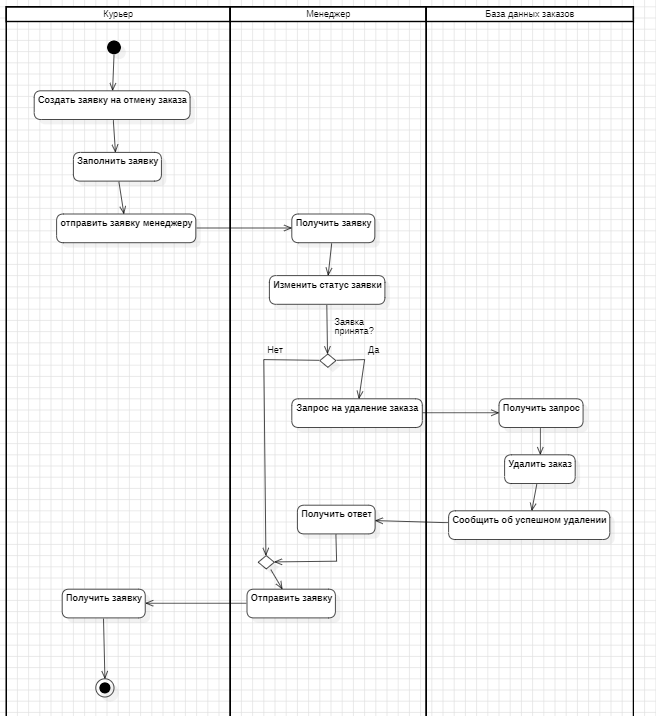 Курьер
Менеджер
База данных заказов
Создать заявку на отмену заказа
Заполнить заявку
отправить заявку менеджеру
Получить заявку
Изменить статус заявки
Заявка
принята?
Нет
Да
Запрос на удаление заказа
Получить запрос
Удалить заказ
Получить ответ
Сообщить об успешном удалении
Получить заявку
Отправить заявку